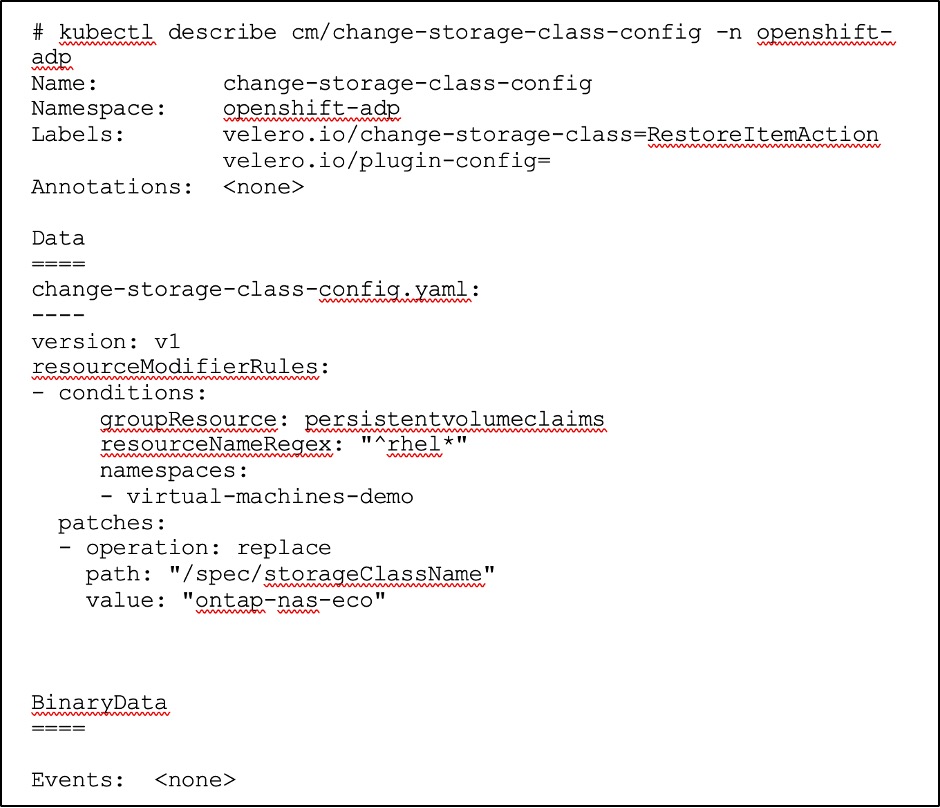 # kubectl describe cm/change-storage-class-config -n openshift-
adp
Name:         change-storage-class-config
Namespace:    openshift-adp
Labels:       velero.io/change-storage-class=RestoreItemAction
              velero.io/plugin-config=
Annotations:  <none>

Data
====
change-storage-class-config.yaml:
----
version: v1
resourceModifierRules:
- conditions:
     groupResource: persistentvolumeclaims
     resourceNameRegex: "^rhel*"
     namespaces:
     - virtual-machines-demo
  patches:
  - operation: replace
    path: "/spec/storageClassName"
    value: "ontap-nas-eco"

BinaryData
====

Events:  <none>